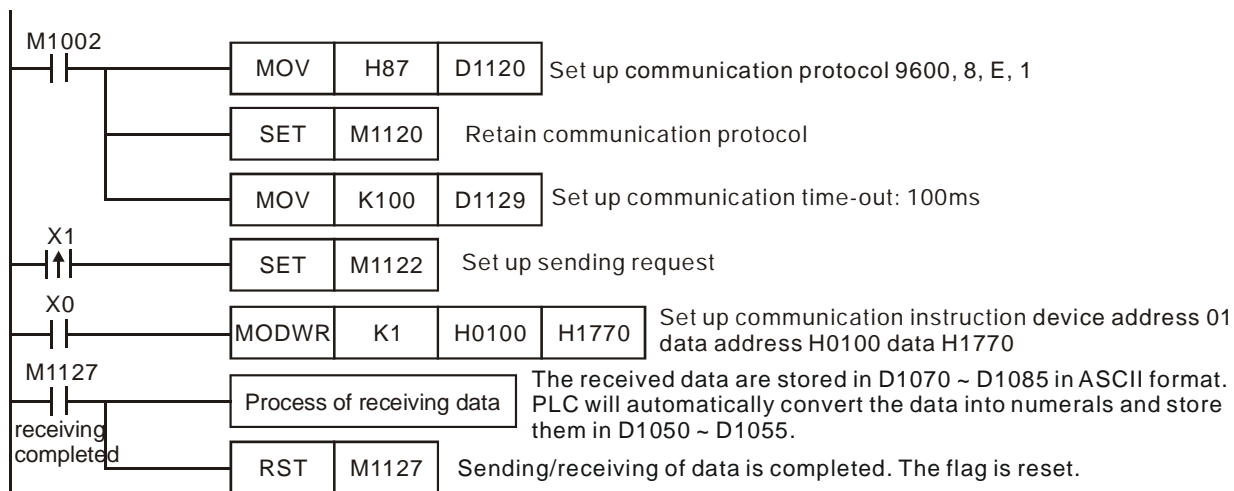 M1002
MOV H87 D1120 Set up communication protocol 9600, 8, E, 1
SET M1120 Retain communication protocol
MOV K100 D1129 Set up communication time-out: 100ms
X1
SET M1122 Set up sending request
X0
MODWR K1 H0100 H1770 Set up communication instruction device address 01
data address H0100 data H1770
M1127
receiving
completed
Process of receiving data
The received data are stored in D1070 ~ D1085 in ASCII format.
PLC will automatically convert the data into numerals and store
them in D1050 ~ D1055.
RST M1127 Sending/receiving of data is completed. The flag is reset.